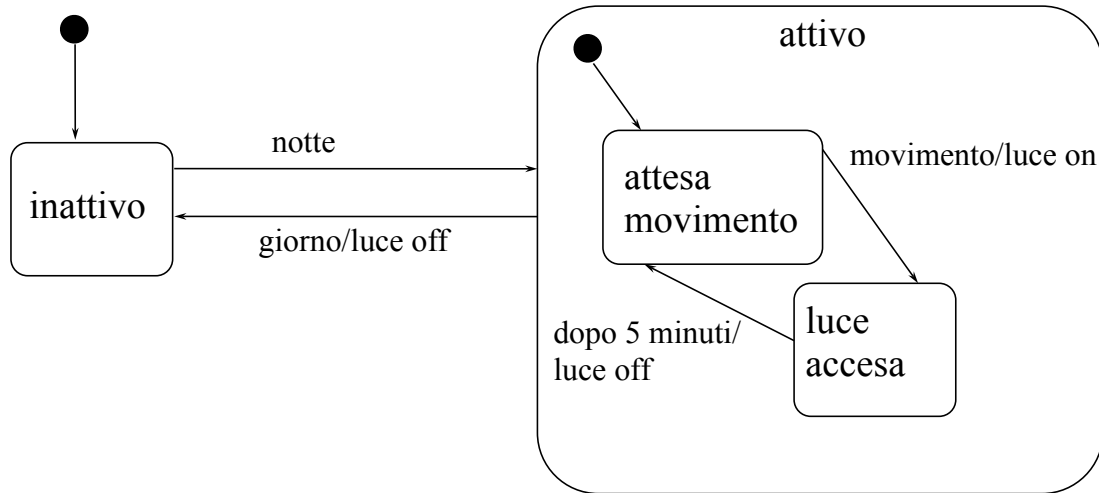 attivo
notte
movimento/luce on
attesa
movimento
inattivo
giorno/luce off
luce
accesa
dopo 5 minuti/
luce off